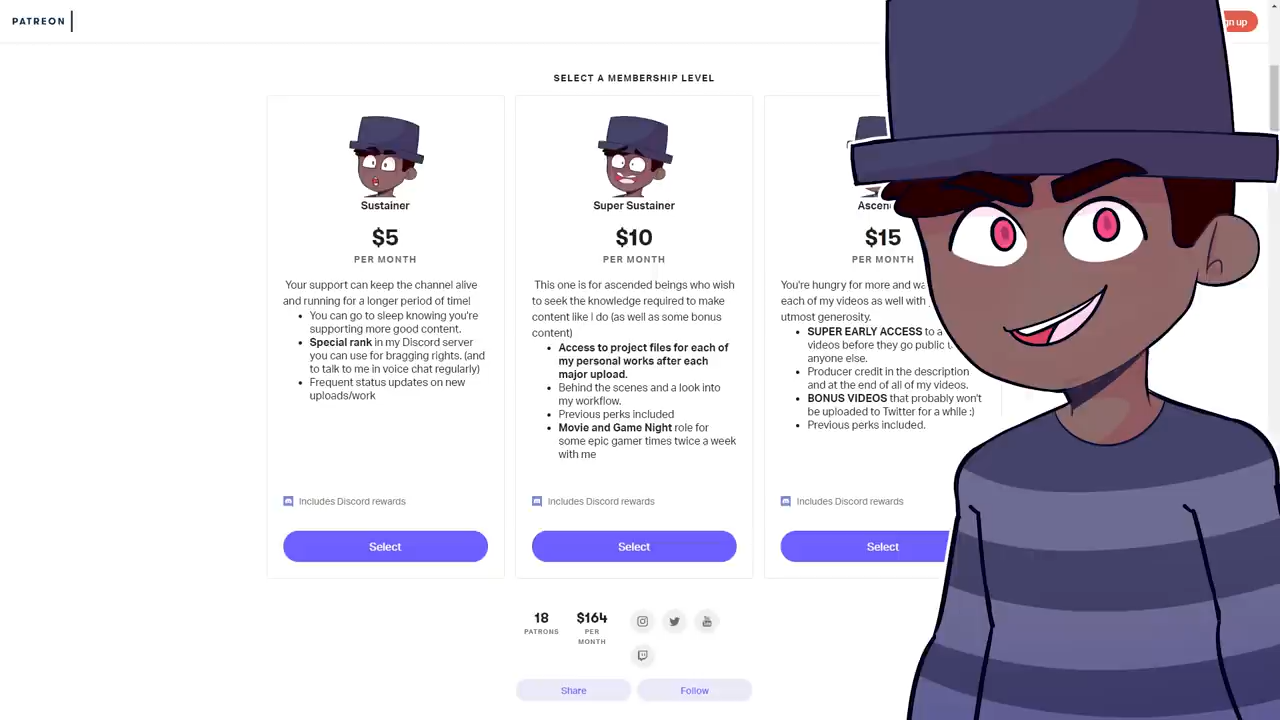 PATREON
gn up
SELECT A MEMBERSHIP LEVEL
Sustainer
$5
PER MONTH
Your support can keep the channel alive
and running for a longer period of time!
You can go to sleep knowing you're
supporting more good content.
Special rank in my Discord server
you can use for bragging rights. (and
to talk to me in voice chat regularly)
Frequent status updates on new
uploads/work
Includes Discord rewards
Select
Super Sustainer
$10
PER MONTH
This one is for ascended beings who wish
to seek the knowledge required to make
content like I do (as well as some bonus
content)
Access to project files for each of
my personal works after each
major upload.
Behind the scenes and a look into
my workflow.
Previous perks included
Movie and Game Night role for
some epic gamer times twice a week
with me
Includes Discord rewards
Select
Ascen
$15
PER MONTH
You're hungry for more and wa
each of my videos as well with
utmost generosity.
SUPER EARLY ACCESS to a
videos before they go public
anyone else.
Producer credit in the description
and at the end of all of my videos.
BONUS VIDEOS that probably won't
be uploaded to Twitter for a while :)
Previous perks included.
Includes Discord rewards
Select
18
PATRONS
$164
PER
MONTH
Share
Follow